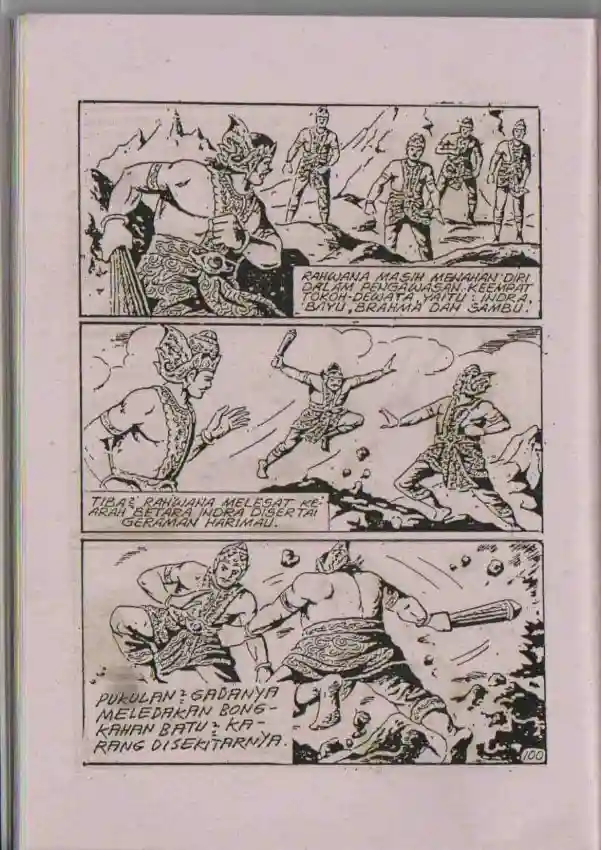 RAHWANA MASIH MENAHAN DIRI
DALAM PENGAWASAN KEEMPAT
TOKOH-DEWATA, YAITU: INDRA,
BAYU, BRAHMA DAN SAMBU.
TIBA2 RAHWANA MELESAT KE-
ARAH BETARA INDRA DISERTAI
GERAMAN HARIMAU.
PUKULAN2 GADANYA
MELEDAKAN BONG-
KAHAN BATU2 KA-
RANG DISEKITARNYA.
100